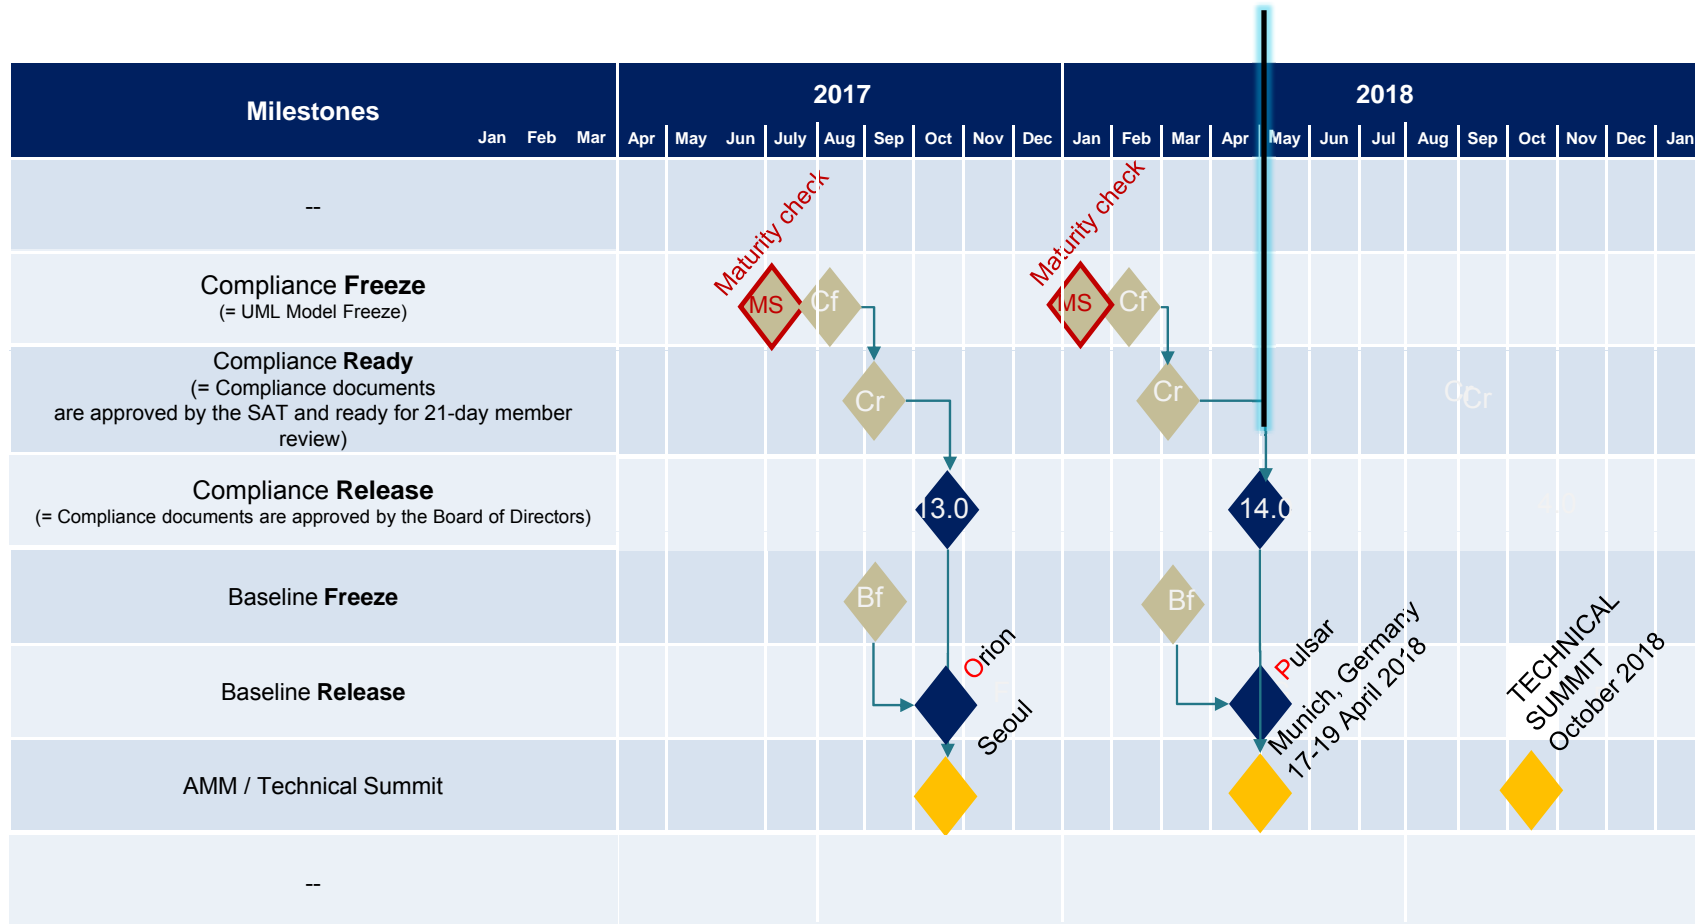 2017
2018
Milestones
Jan Feb Mar Apr May Jun July Aug Sep Oct Nov Dec Jan Feb Mar Apr May Jun Jul Aug Sep Oct Nov Dec Jan
--
Maturity check
Maturity check
Compliance Freeze
(= UML Model Freeze)
MS
Cf
MS
Cf
Compliance Ready
(= Compliance documents
are approved by the SAT and ready for 21-day member
review)
Cr
Cr
Cr
Cr
Compliance Release
(= Compliance documents are approved by the Board of Directors)
13.0
14.0
Baseline Freeze
Bf
Bf
Baseline Release
Orion
Seoul
Pulsar
Munich, Germany
17-19 April 2018
TECHNICAL
SUMMIT
October 2018
AMM / Technical Summit
--